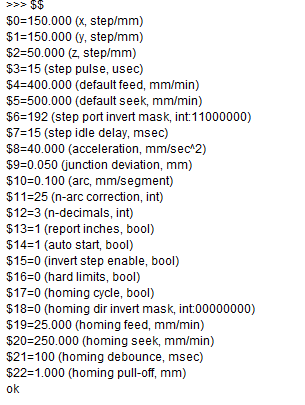 >>> $$
$0=150.000 (x, step/mm)
$1=150.000 (y, step/mm)
$2=50.000 (z, step/mm)
$3=15 (step pulse, usec)
$4=400.000 (default feed, mm/min)
$5=500.000 (default seek, mm/min)
$6=192 (step port invert mask, int:11000000)
$7=15 (step idle delay, msec)
$8=40.000 (acceleration, mm/sec^2)
$9=0.050 (junction deviation, mm)
$10=0.100 (arc, mm/segment)
$11=25 (n-arc correction, int)
$12=3 (n-decimals, int)
$13=1 (report inches, bool)
$14=1 (auto start, bool)
$15=0 (invert step enable, bool)
$16=0 (hard limits, bool)
$17=0 (homing cycle, bool)
$18=0 (homing dir invert mask, int:00000000)
$19=25.000 (homing feed, mm/min)
$20=250.000 (homing seek, mm/min)
$21=100 (homing debounce, msec)
$22=1.000 (homing pull-off, mm)
ok